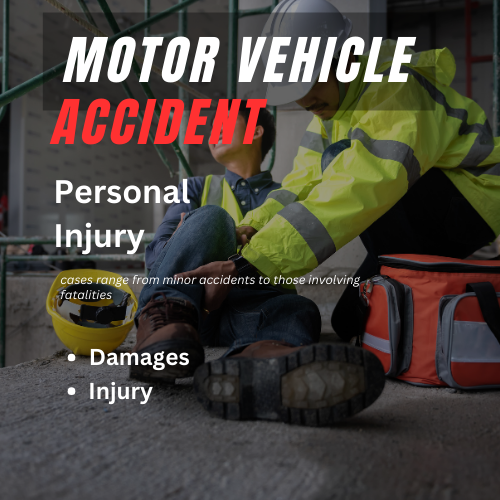 MOTOR VEHICLE
ACCIDENT
Personal
Injury
cases range from minor accidents to those involving
fatalities
• Damages
• Injury